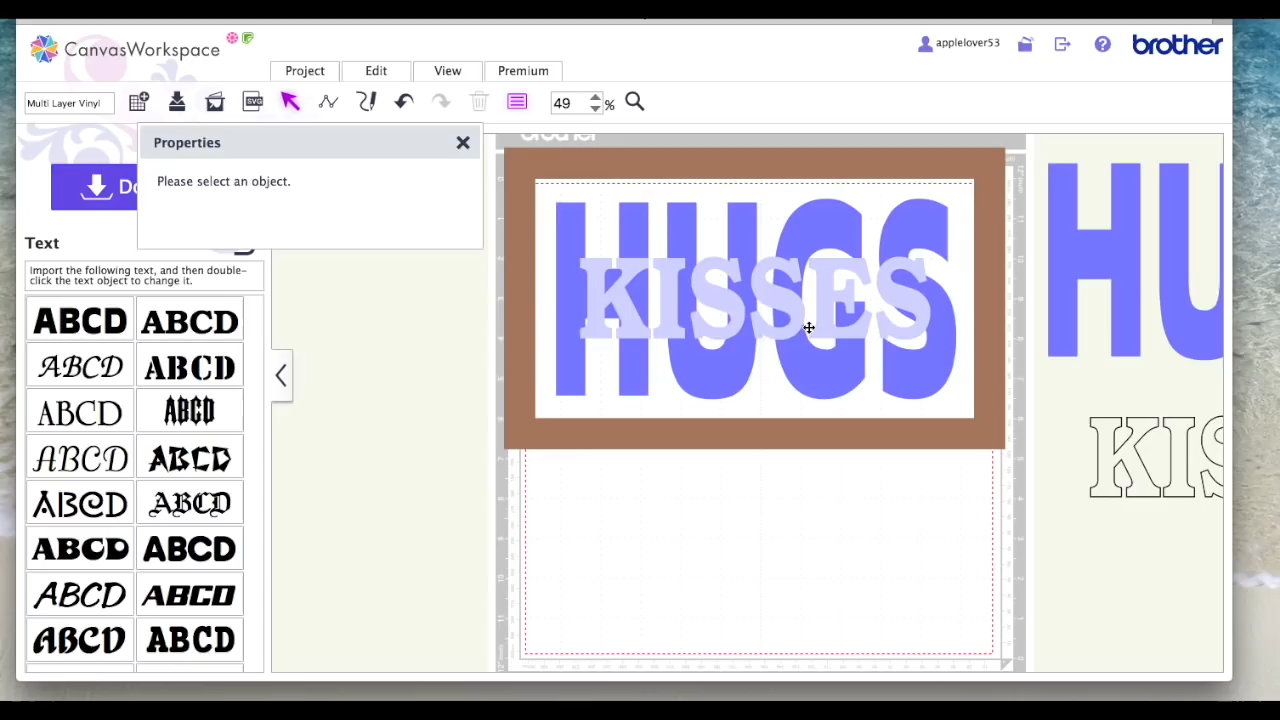 CanvasWorkspace
applelover53
brother
Project
Edit
View
Premium
Multi Layer Vinyl
SVG
49
%
Properties
Please select an object.
Do
Text
Import the following text, and then double-
click the text object to change it.
ABCD ABCD
ABCD ABCD
ABCD ABCD
ABCD ABCD
ABCD ABCD
ABCD ABCD
ABCD ABCD
ABCD ABCD
HUGS
KISSES
HU
KIS